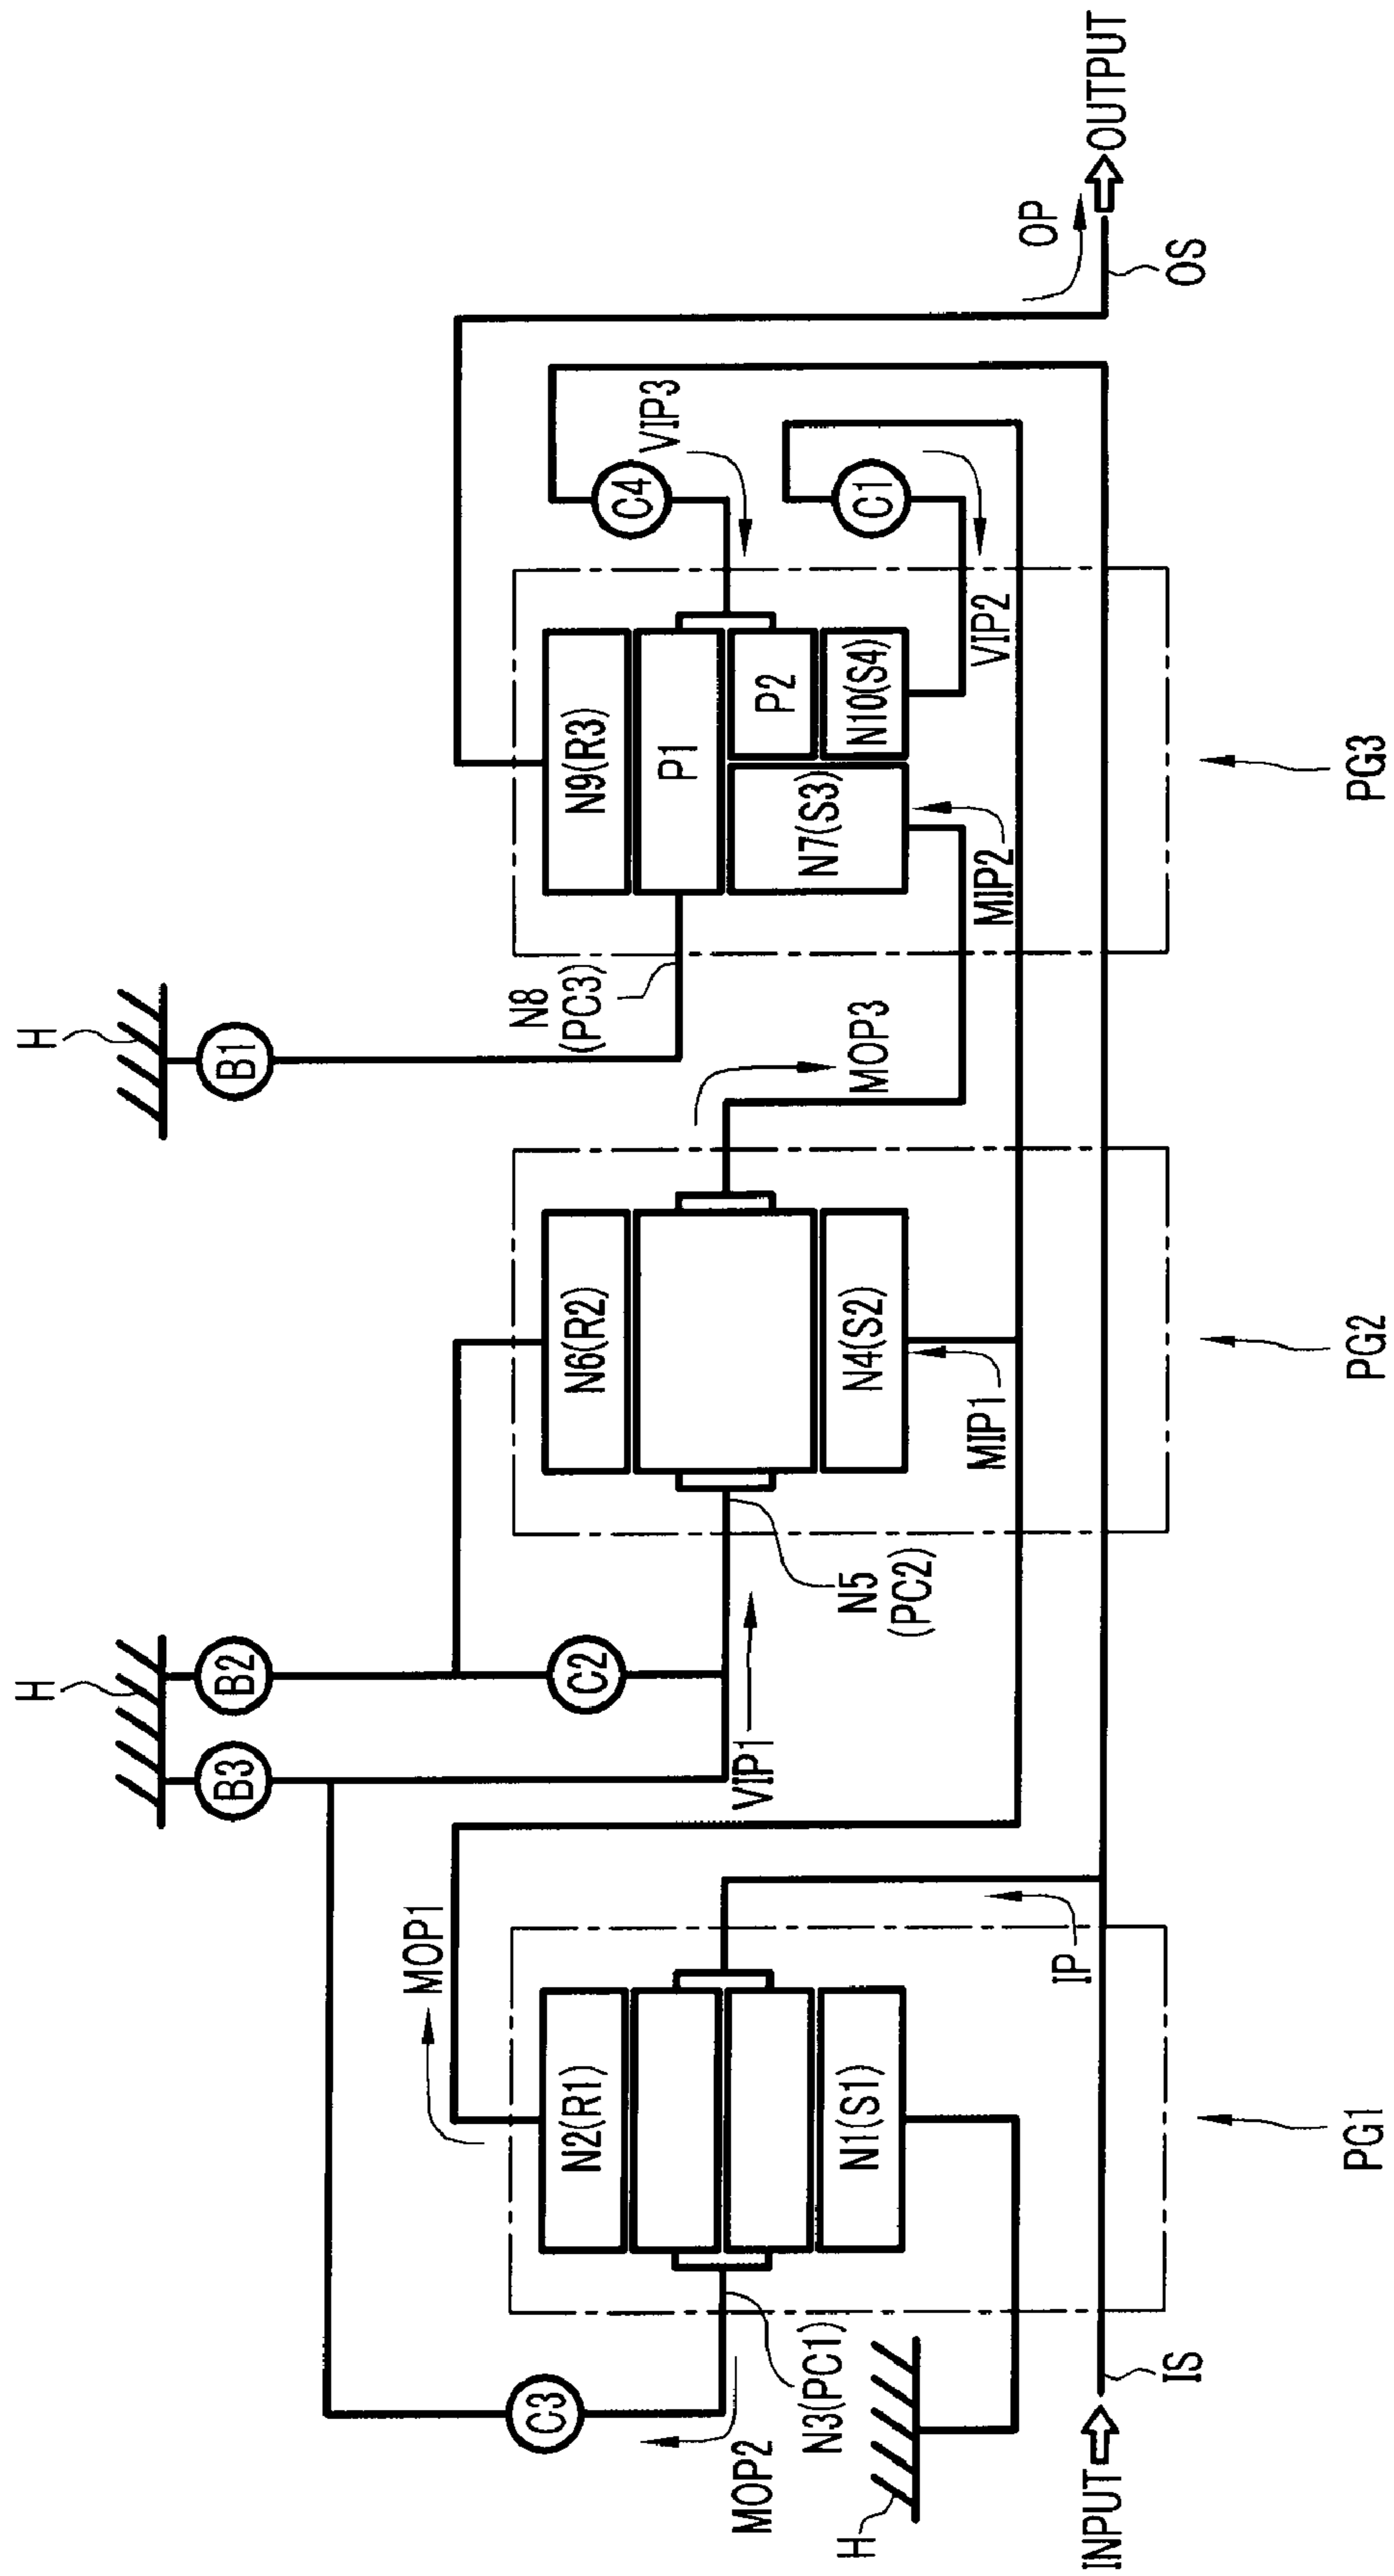 H
H
B3
B2
B1
C3
MOP1
C2
N8
(PC3)
OP
OUTPUT
OS
C4
VIP3
C1
N2(R1)
N6(R2)
N9(R3)
P1
P2
N7(S3)
N10(S4)
MOP2
N3(PC1)
N1(S1)
VIP1
N5
(PC2)
N4(S2)
MIP1
MOP3
MIP2
VIP2
H
IP
INPUT
IS
PG1
PG2
PG3